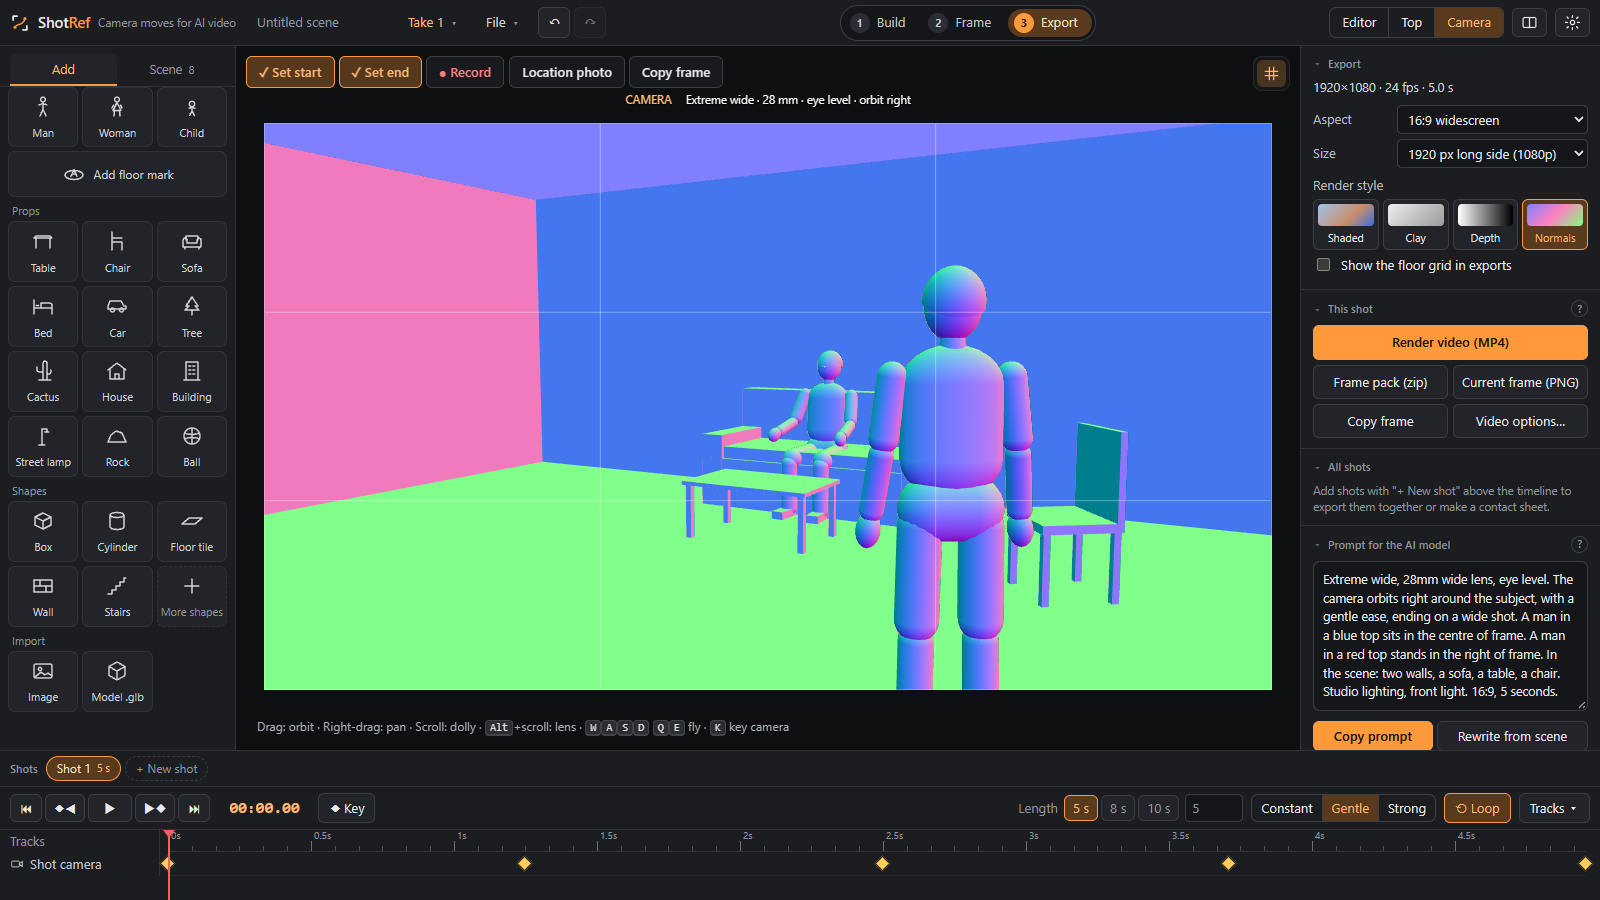 ShotRef Camera moves for AI video Untitled scene Take 1 File 1 Build 2 Frame 3 Export Editor Top Camera
Add Scene 8
Man Woman Child
Add floor mark
Props
Table Chair Sofa
Bed Car Tree
Cactus House Building
Street lamp Rock Ball
Shapes
Box Cylinder Floor tile
Wall Stairs More shapes
Import
Image Model .glb
✓ Set start ✓ Set end ● Record Location photo Copy frame
CAMERA Extreme wide · 28 mm · eye level · orbit right
Drag: orbit · Right-drag: pan · Scroll: dolly · Alt +scroll: lens · W A S D Q E fly · K key camera
Export
1920×1080 · 24 fps · 5.0 s
Aspect 16:9 widescreen
Size 1920 px long side (1080p)
Render style
Shaded Clay Depth Normals
Show the floor grid in exports
This shot ?
Render video (MP4)
Frame pack (zip) Current frame (PNG)
Copy frame Video options...
All shots
Add shots with "+ New shot" above the timeline to
export them together or make a contact sheet.
Prompt for the AI model ?
Extreme wide, 28mm wide lens, eye level. The
camera orbits right around the subject, with a
gentle ease, ending on a wide shot. A man in
a blue top sits in the centre of frame. A man
in a red top stands in the right of frame. In
the scene: two walls, a sofa, a table, a chair.
Studio lighting, front light. 16:9, 5 seconds.
Copy prompt Rewrite from scene
Shots Shot 1 5 s + New shot
00:00.00 Key Length 5 s 8 s 10 s 5 Constant Gentle Strong Loop Tracks
Tracks 0s 0.5s 1s 1.5s 2s 2.5s 3s 3.5s 4s 4.5s
Shot camera